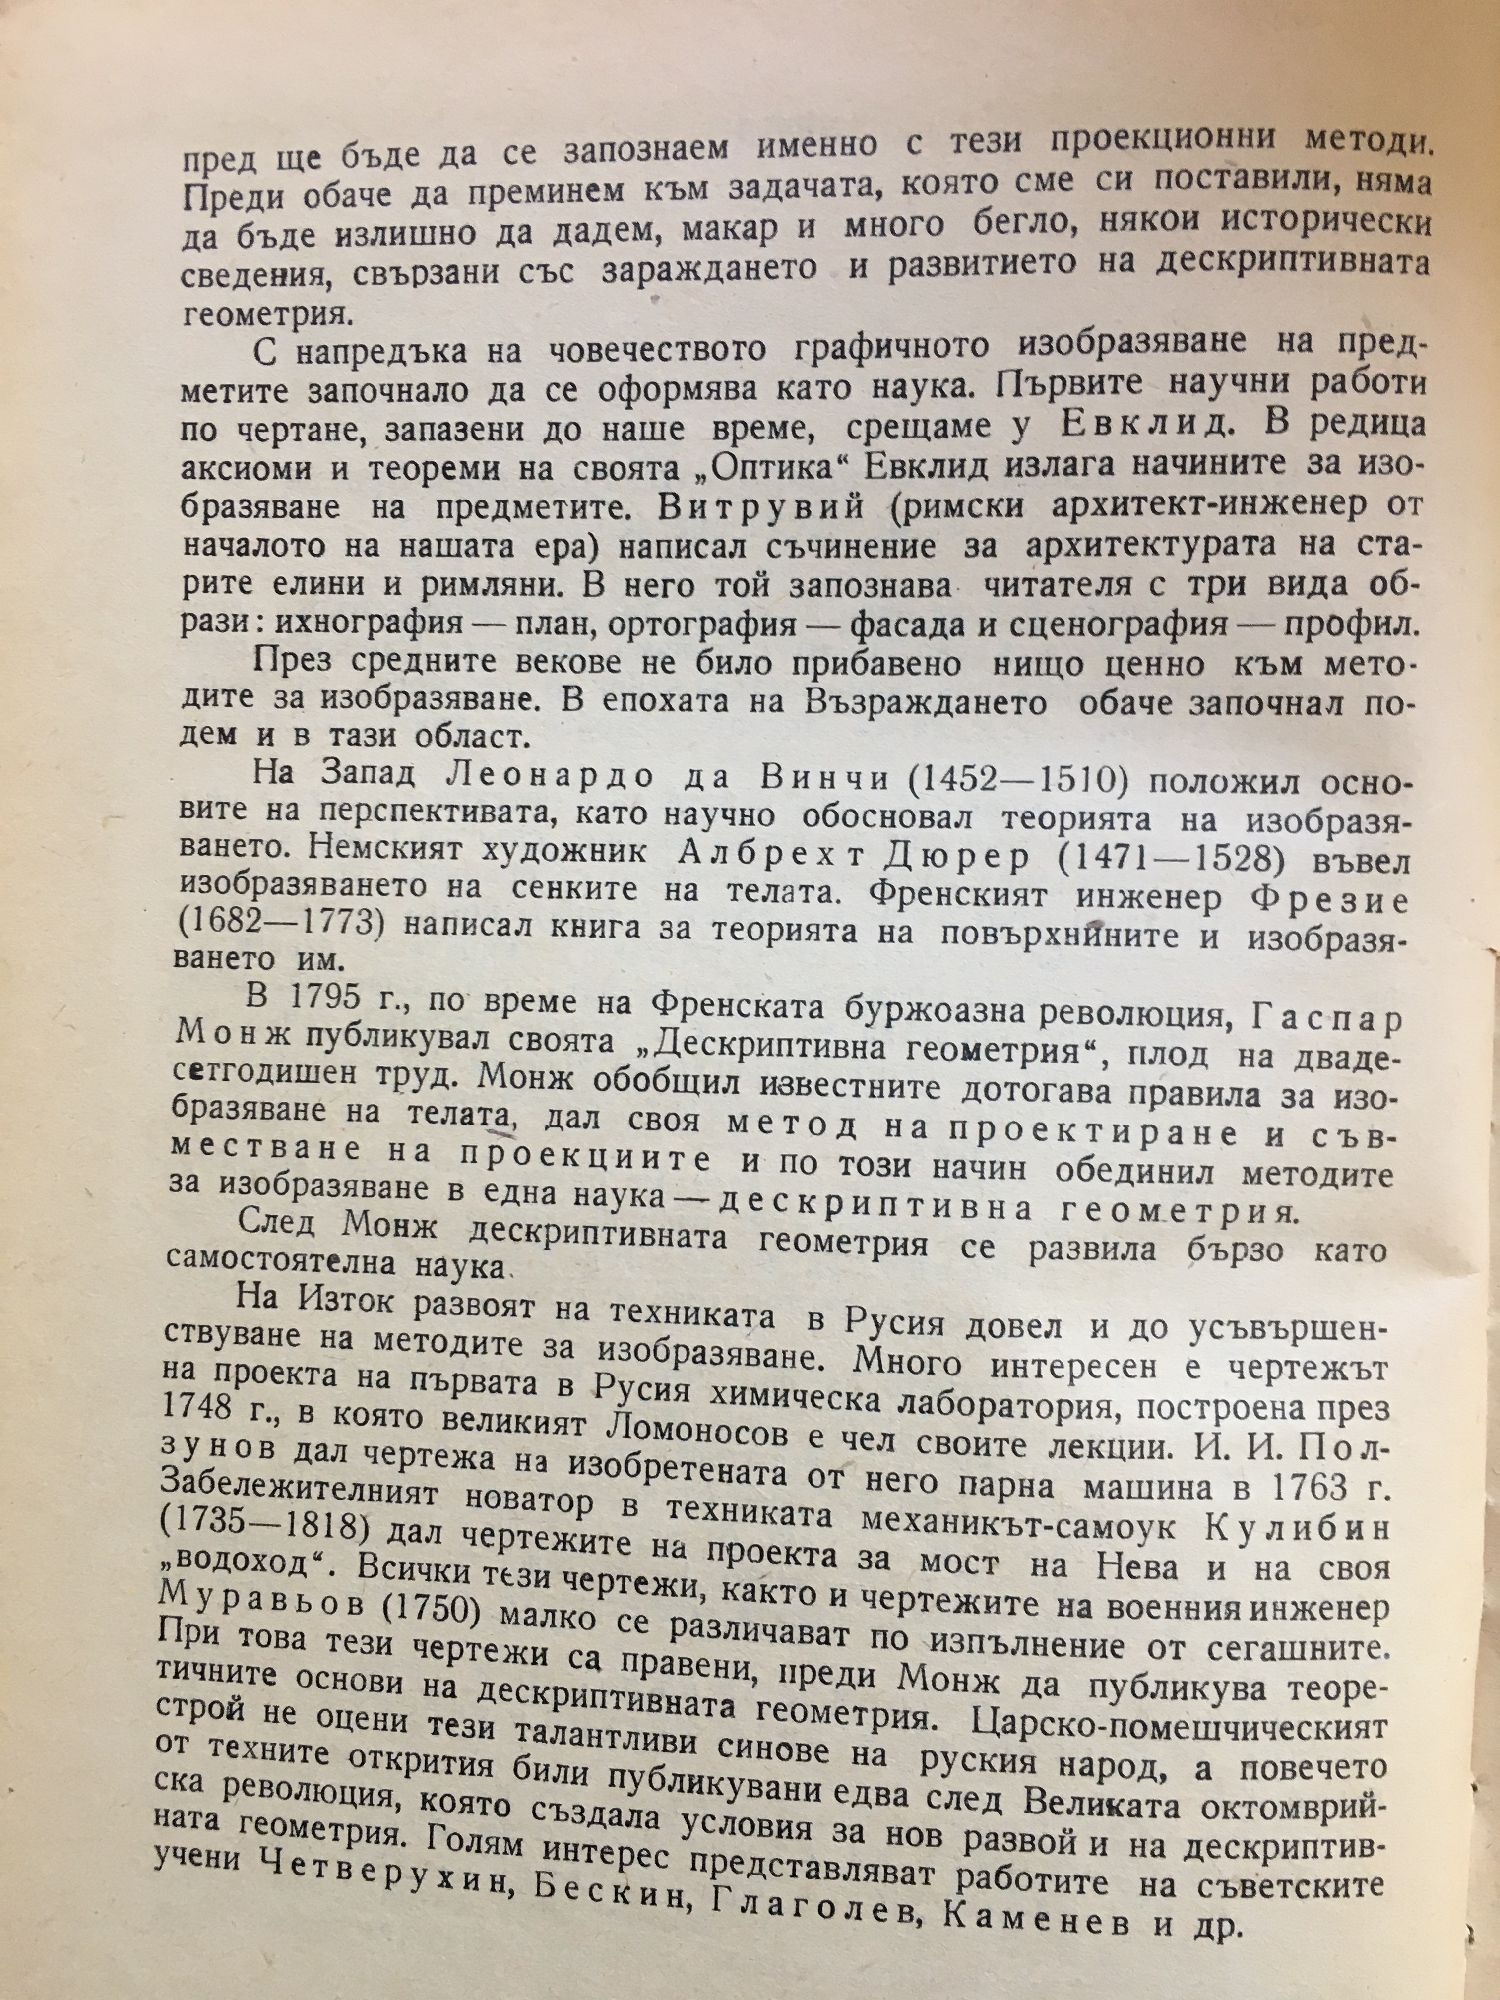 пред ще бъде да се запознаем именно с тези проекционни методи.
Преди обаче да преминем към задачата, която сме си поставили, няма
да бъде излишно да дадем, макар и много бегло, някои исторически
сведения, свързани със зараждането и развитието на дескриптивната
геометрия.
С напредъка на човечеството графичното изобразяване на пред-
метите започнало да се оформява като наука. Първите научни работи
по чертане, запазени до наше време, срещаме у Евклид. В редица
аксиоми и теореми на своята „Оптика“ Евклид излага начините за изо-
бразяване на предметите. Витрувий (римски архитект-инженер от
началото на нашата ера) написал съчинение за архитектурата на ста-
рите елини и римляни. В него той запознава читателя с три вида об-
рази: ихнография — план, ортография — фасада и сценография — профил.
През средните векове не било прибавено нищо ценно към мето-
дите за изобразяване. В епохата на Възраждането обаче започнал по-
дем и в тази област.
На Запад Леонардо да Винчи (1452—1510) положил осно-
вите на перспективата, като научно обосновал теорията на изобразя-
ването. Немският художник Албрехт Дюрер (1471—1528) въвел
изобразяването на сенките на телата. Френският инженер Фрезие
(1682—1773) написал книга за теорията на повърхнините и изобразя-
ването им.
В 1795 г., по време на Френската буржоазна революция, Гаспар
Монж публикувал своята „Дескриптивна геометрия“, плод на дваде-
сетгодишен труд. Монж обобщил известните дотогава правила за изо-
бразяване на телата, дал своя метод на проектиране и съв-
местване на проекциите и по този начин обединил методите
за изобразяване в една наука — дескриптивна геометрия.
След Монж дескриптивната геометрия се развила бързо като
самостоятелна наука.
На Изток развоят на техниката в Русия довел и до усъвършен-
ствуване на методите за изобразяване. Много интересен е чертежът
на проекта на първата в Русия химическа лаборатория, построена през
1748 г., в която великият Ломоносов е чел своите лекции. И. И. Пол-
зунов дал чертежа на изобретената от него парна машина в 1763 г.
Забележителният новатор в техниката механикът-самоук Кулибин
(1735—1818) дал чертежите на проекта за мост на Нева и на своя
„водоход“. Всички тези чертежи, както и чертежите на военния инженер
Муравьов (1750) малко се различават по изпълнение от сегашните.
При това тези чертежи са правени, преди Монж да публикува теоре-
тичните основи на дескриптивната геометрия. Царско-помешчическият
строй не оцени тези талантливи синове на руския народ, а повечето
от техните открития били публикувани едва след Великата октомврий-
ска революция, която създала условия за нов развой и на дескриптив-
ната геометрия. Голям интерес представляват работите на съветските
учени Четверухин, Бескин, Глаголев, Каменев и др.